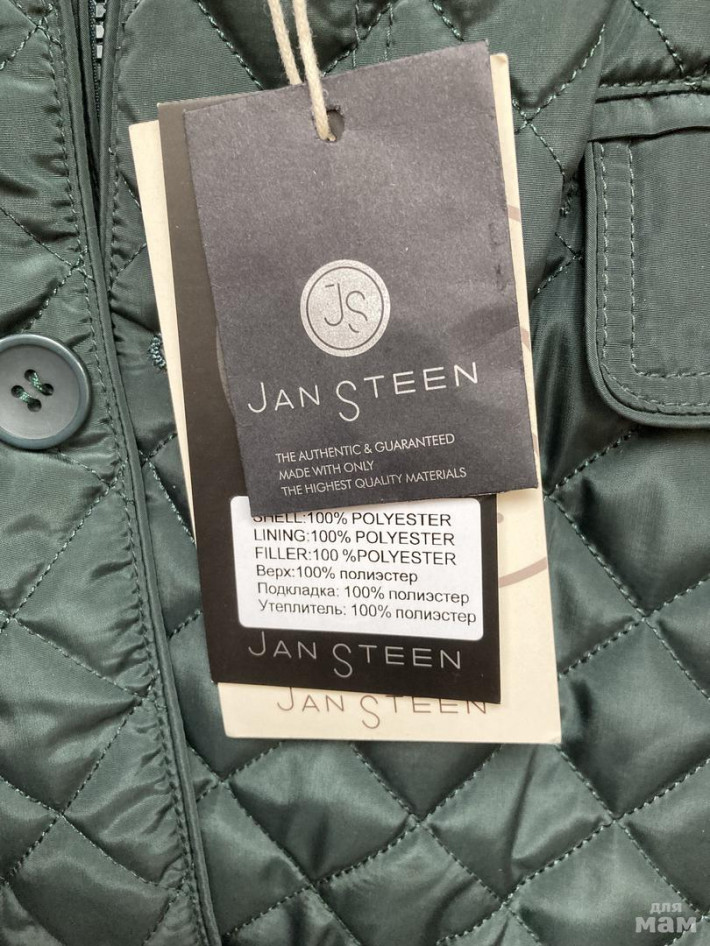 JS
JAN STEEN
THE AUTHENTIC & GUARANTEED
MADE WITH ONLY
THE HIGHEST QUALITY MATERIALS
SHELL:100% POLYESTER
LINING:100% POLYESTER
FILLER:100 %POLYESTER
Верх:100% полиэстер
Подкладка: 100% полиэстер
Утеплитель: 100% полиэстер
JAN STEEN
JAN STEEN
для
мам